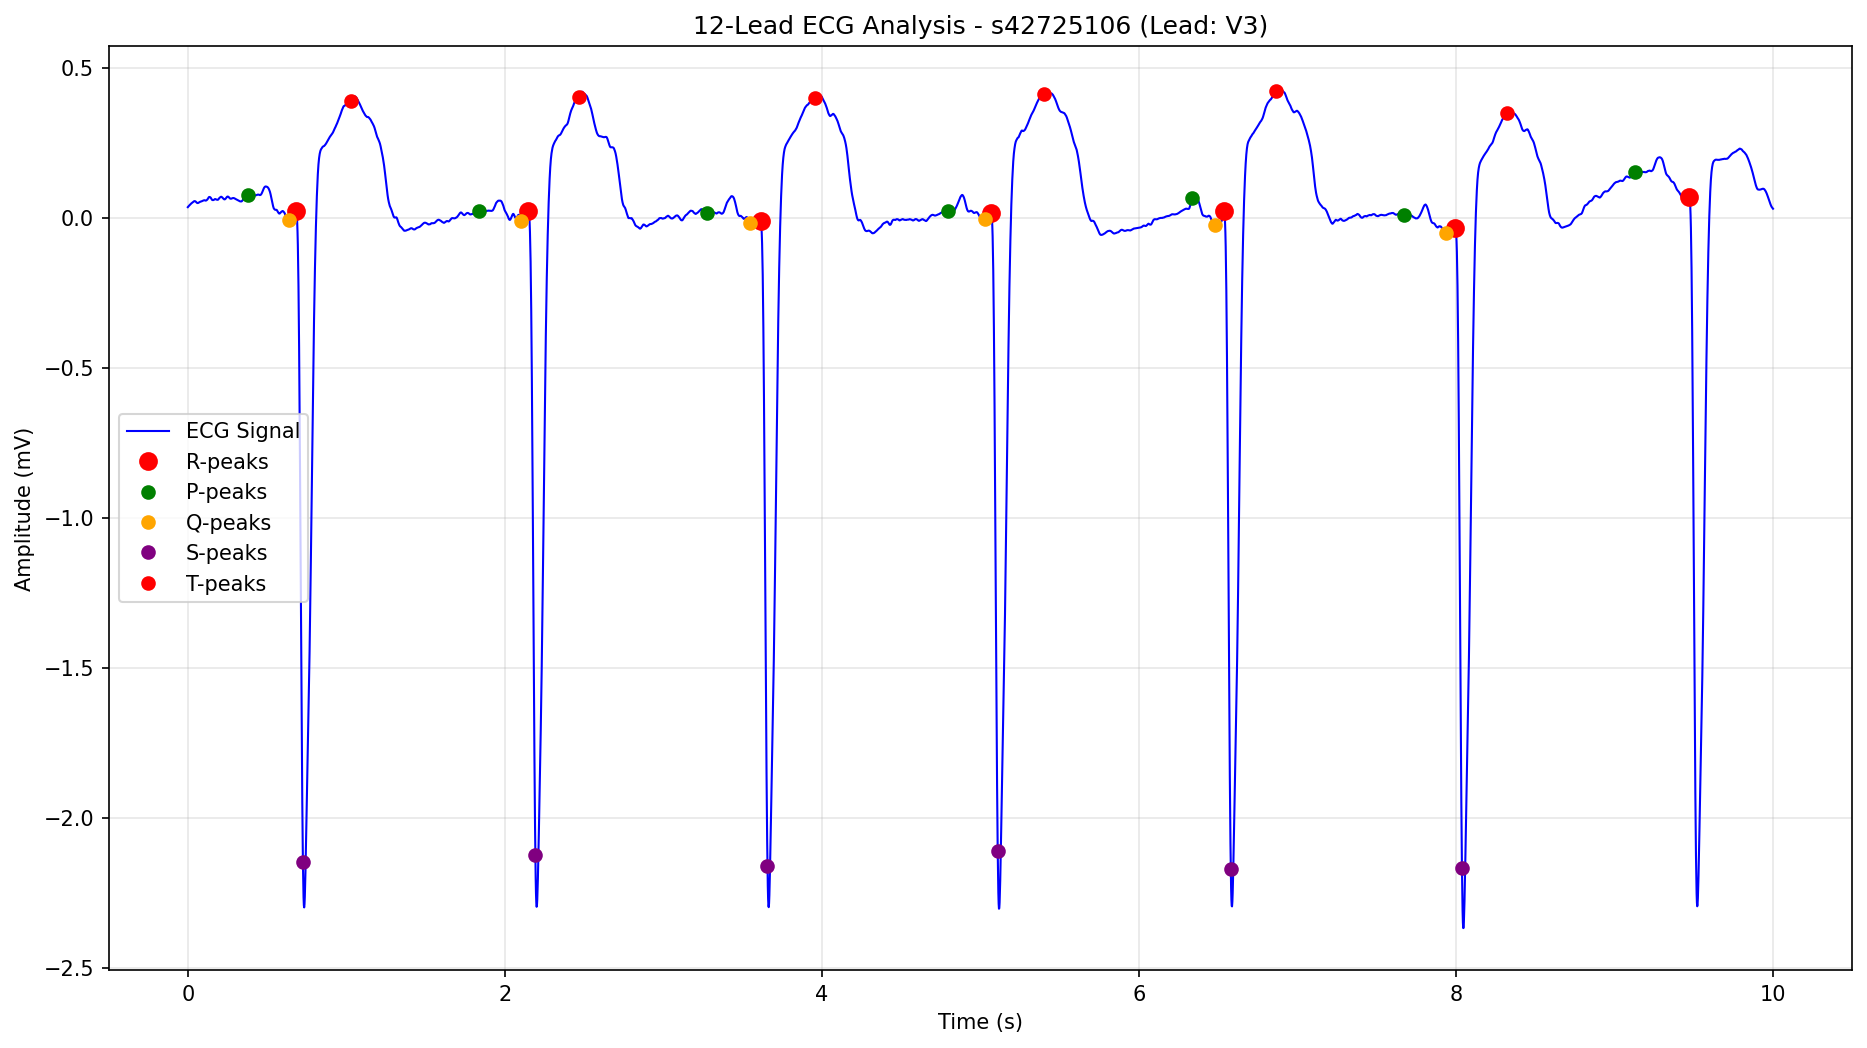 12-Lead ECG Analysis - s42725106 (Lead: V3)
0.5
0.0
−0.5
−1.0
−1.5
−2.0
−2.5
Amplitude (mV)
ECG Signal
R-peaks
P-peaks
Q-peaks
S-peaks
T-peaks
0 2 4 6 8 10
Time (s)